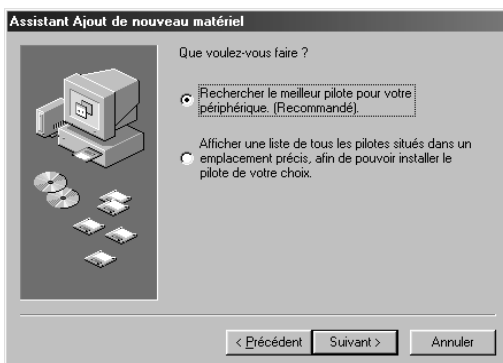 Assistant Ajout de nouveau matériel
Que voulez-vous faire ?
Rechercher le meilleur pilote pour votre
périphérique. (Recommandé).
Afficher une liste de tous les pilotes situés dans un
emplacement précis, afin de pouvoir installer le
pilote de votre choix.
< Précédent
Suivant >
Annuler